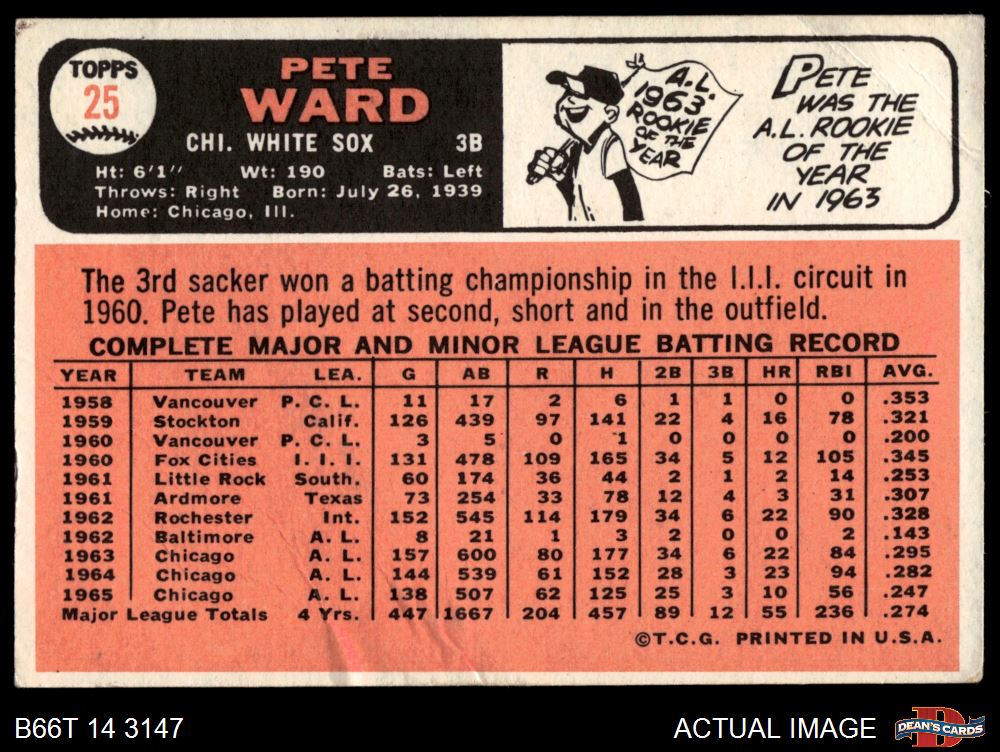 TOPPS
25
PETE
WARD
CHI. WHITE SOX 3B
Ht: 6'1" Wt: 190 Bats: Left
Throws: Right Born: July 26, 1939
Home: Chicago, Ill.
A.L.
1963
ROOKIE
OF THE
YEAR
PETE
WAS THE
A.L. ROOKIE
OF THE
YEAR
IN 1963
The 3rd sacker won a batting championship in the I.I.I. circuit in
1960. Pete has played at second, short and in the outfield.
COMPLETE MAJOR AND MINOR LEAGUE BATTING RECORD
YEAR TEAM LEA. G AB R H 2B 3B HR RBI AVG.
1958 Vancouver P. C. L. 11 17 2 6 1 1 0 0 .353
1959 Stockton Calif. 126 439 97 141 22 4 16 78 .321
1960 Vancouver P. C. L. 3 5 0 1 0 0 0 0 .200
1960 Fox Cities I. I. I. 131 478 109 165 34 5 12 105 .345
1961 Little Rock South. 60 174 36 44 2 1 2 14 .253
1961 Ardmore Texas 73 254 33 78 12 4 3 31 .307
1962 Rochester Int. 152 545 114 179 34 6 22 90 .328
1962 Baltimore A. L. 8 21 1 3 2 0 0 2 .143
1963 Chicago A. L. 157 600 80 177 34 6 22 84 .295
1964 Chicago A. L. 144 539 61 152 28 3 23 94 .282
1965 Chicago A. L. 138 507 62 125 25 3 10 56 .247
Major League Totals 4 Yrs. 447 1667 204 457 89 12 55 236 .274
©T.C.G. PRINTED IN U.S.A.
B66T 14 3147 ACTUAL IMAGE DEAN'S CARDS